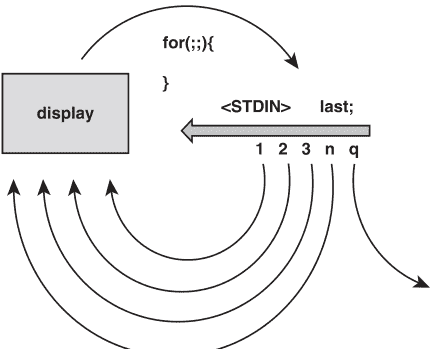 for(;;){
}
display
<STDIN> last;
1 2 3 n q